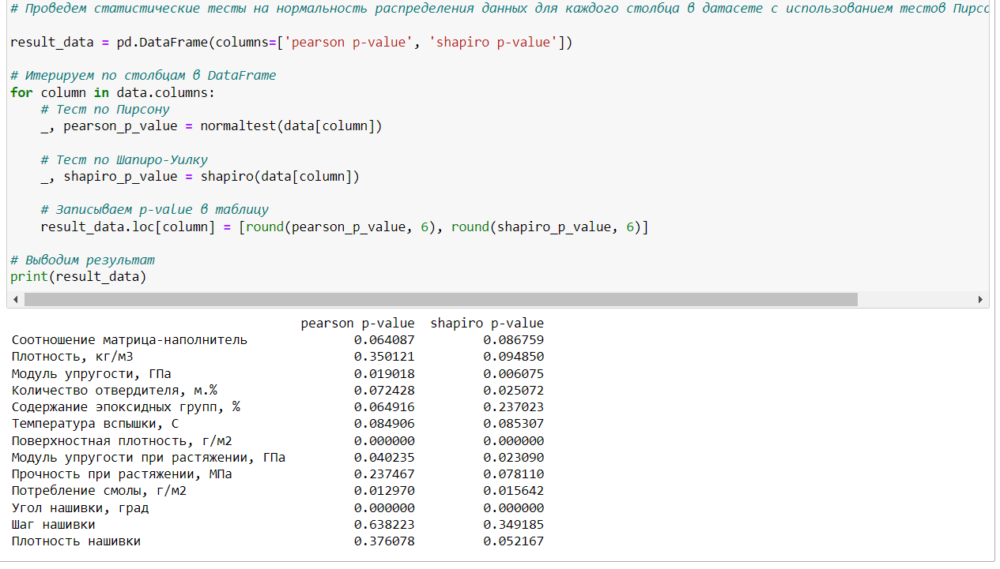 # Проведем статистические тесты на нормальность распределения данных для каждого столбца в датасете с использованием тестов
result_data = pd.DataFrame(columns=['pearson p-value', 'shapiro p-value'])
# Итерируем по столбцам в DataFrame
for column in data.columns:
# Тест по Пирсону
_, pearson_p_value = normaltest(data[column])
# Тест по Шапиро-Уилку
_, shapiro_p_value = shapiro(data[column])
# Записываем p-value в таблицу
result_data.loc[column] = [round(pearson_p_value, 6), round(shapiro_p_value, 6)]
# Выводим результат
print(result_data)
pearson p-value shapiro p-value
Соотношение матрица-наполнитель 0.064087 0.086759
Плотность, кг/м3 0.350121 0.094850
Модуль упругости, ГПа 0.019018 0.006075
Количество отвердителя, м.% 0.072428 0.025072
Содержание эпоксидных групп, % 0.064916 0.237023
Температура вспышки, С 0.084906 0.085307
Поверхностная плотность, г/м2 0.000000 0.000000
Модуль упругости при растяжении, ГПа 0.040235 0.023090
Прочность при растяжении, МПа 0.237467 0.078110
Потребление смолы, г/м2 0.012970 0.015642
Угол нашивки, град 0.000000 0.000000
Шаг нашивки 0.638223 0.349185
Плотность нашивки 0.376078 0.052167